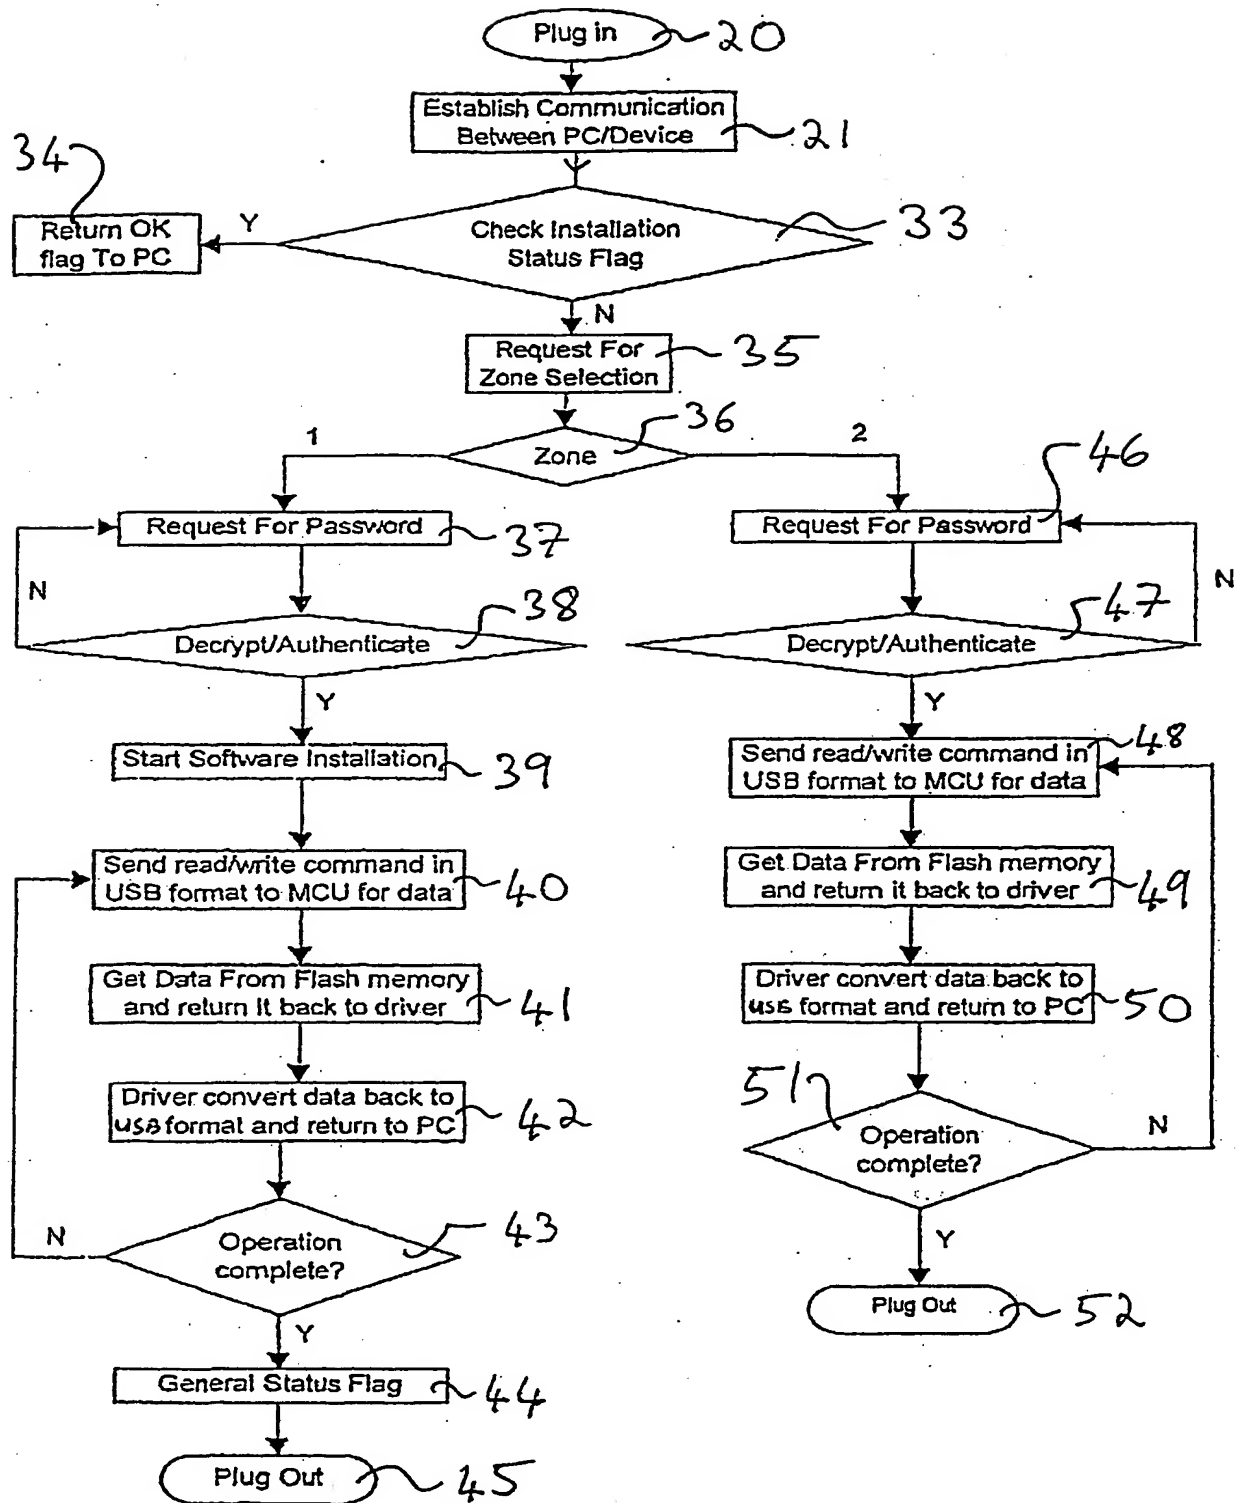 Plug in
20
Establish Communication
Between PC/Device
21
34
Return OK
flag To PC
Y
Check Installation
Status Flag
33
N
Request For
Zone Selection
35
1
Zone
36
2
Request For Password
37
N
Decrypt/Authenticate
38
Y
Start Software Installation
39
Send read/write command in
USB format to MCU for data
40
Get Data From Flash memory
and return it back to driver
41
Driver convert data back to
USB format and return to PC
42
N
Operation
complete?
43
Y
General Status Flag
44
Plug Out
45
Request For Password
46
N
Decrypt/Authenticate
47
Y
Send read/write command in
USB format to MCU for data
48
Get Data From Flash memory
and return it back to driver
49
Driver convert data back to
USB format and return to PC
50
51
Operation
complete?
N
Y
Plug Out
52